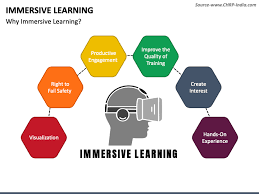 IMMERSIVE LEARNING
Source-www.CHRP-India.com
Why Immersive Learning?
Productive
Engagement
Improve the
Quality of
Training
Right to
Fail Safety
Create
Interest
Visualization
Hands-On
Experience
IMMERSIVE LEARNING